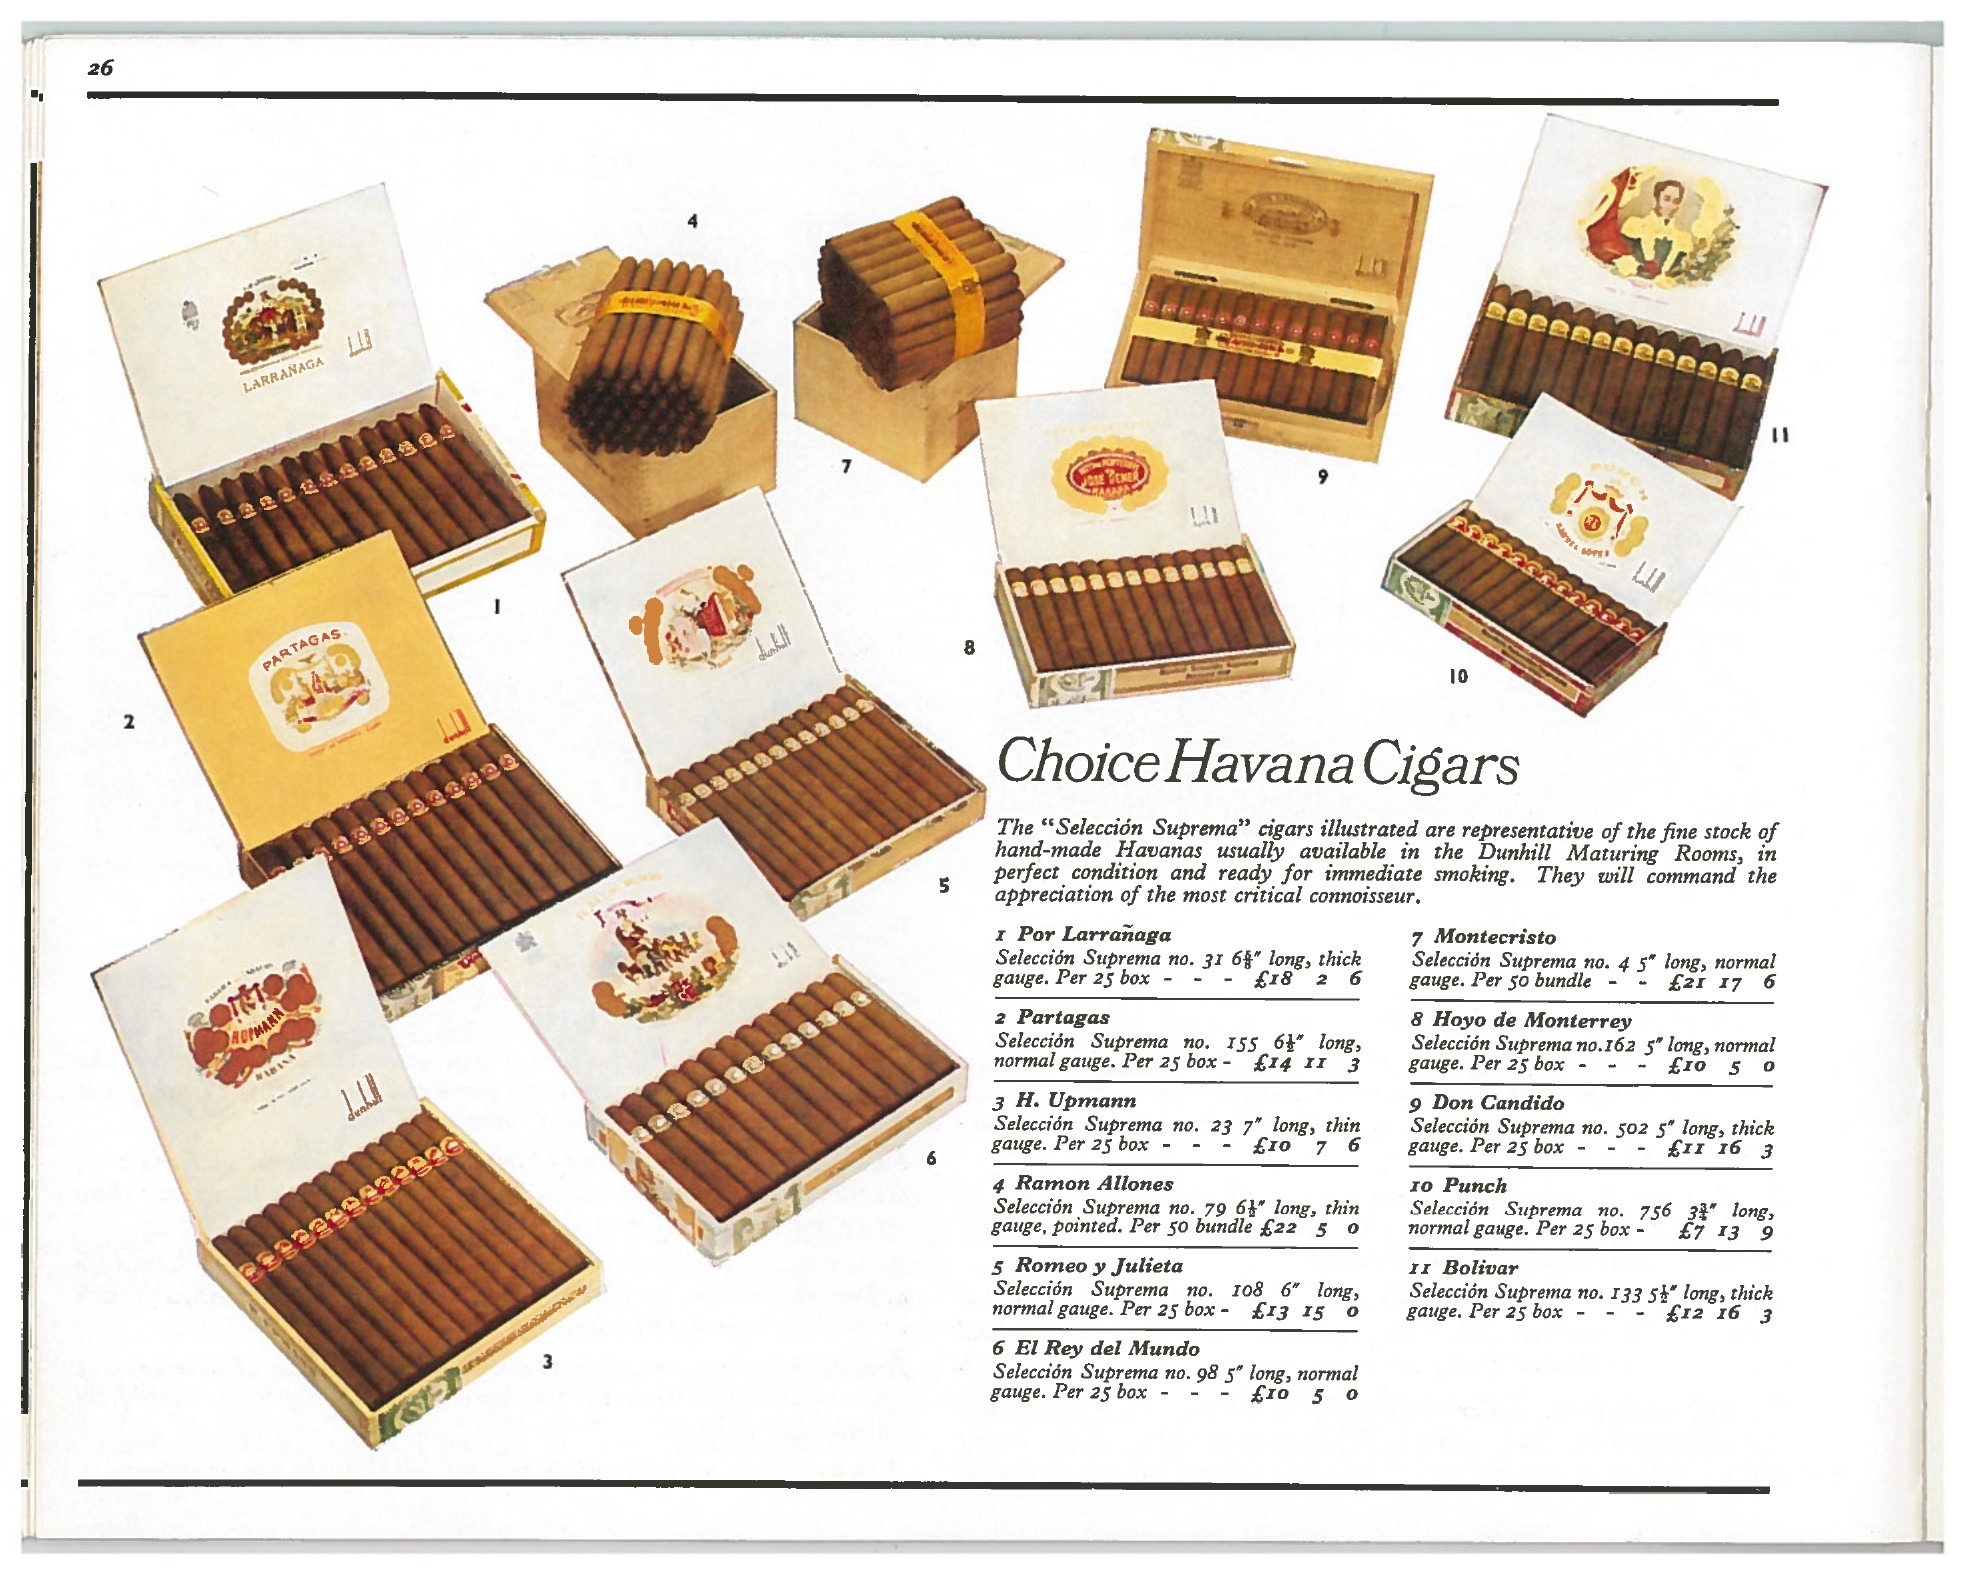 26
LARRAÑAGA
4
7
9
11
1
8
10
PARTAGAS
dunhill
2
JOSE GENER
HABANA
PUNCH
5
HUPMANN
HABANA
dunhill
6
3
Choice Havana Cigars
The “Selección Suprema” cigars illustrated are representative of the fine stock of
hand-made Havanas usually available in the Dunhill Maturing Rooms, in
perfect condition and ready for immediate smoking. They will command the
appreciation of the most critical connoisseur.
1 Por Larrañaga
Selección Suprema no. 31 6⅝″ long, thick
gauge. Per 25 box - - - £18 2 6
2 Partagas
Selección Suprema no. 155 6½″ long,
normal gauge. Per 25 box - £14 11 3
3 H. Upmann
Selección Suprema no. 23 7″ long, thin
gauge. Per 25 box - - - £10 7 6
4 Ramon Allones
Selección Suprema no. 79 6½″ long, thin
gauge, pointed. Per 50 bundle £22 5 0
5 Romeo y Julieta
Selección Suprema no. 108 6″ long,
normal gauge. Per 25 box - £13 15 0
6 El Rey del Mundo
Selección Suprema no. 98 5″ long, normal
gauge. Per 25 box - - - £10 5 0
7 Montecristo
Selección Suprema no. 4 5″ long, normal
gauge. Per 50 bundle - - £21 17 6
8 Hoyo de Monterrey
Selección Suprema no.162 5″ long, normal
gauge. Per 25 box - - - £10 5 0
9 Don Candido
Selección Suprema no. 502 5″ long, thick
gauge. Per 25 box - - - £11 16 3
10 Punch
Selección Suprema no. 756 3¾″ long,
normal gauge. Per 25 box - £7 13 9
11 Bolivar
Selección Suprema no. 133 5½″ long, thick
gauge. Per 25 box - - - £12 16 3